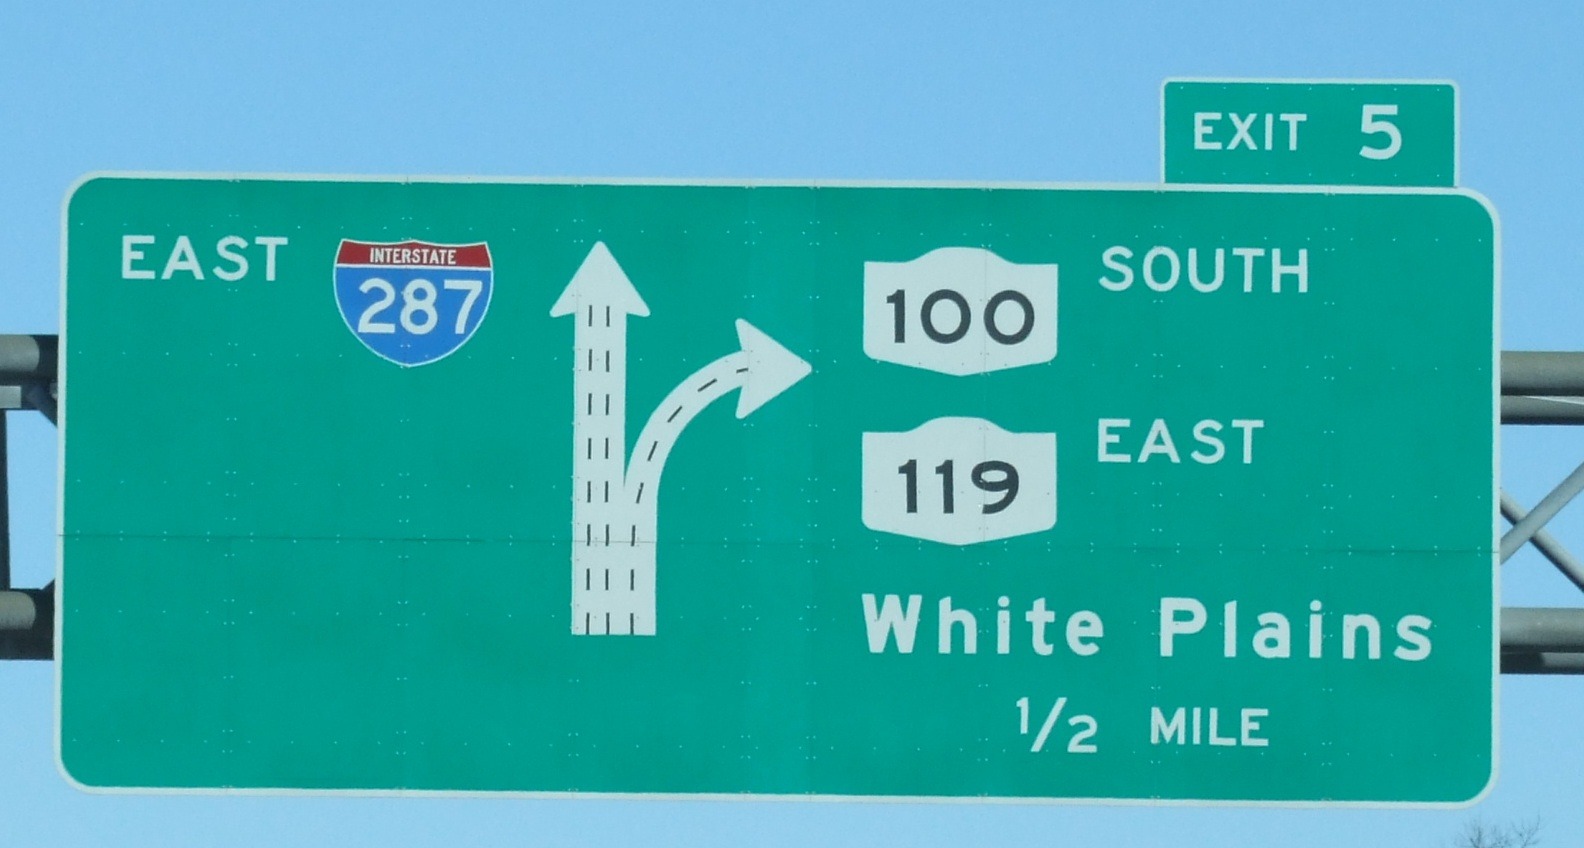 EXIT 5
EAST INTERSTATE 287
100 SOUTH
119 EAST
White Plains
1/2 MILE